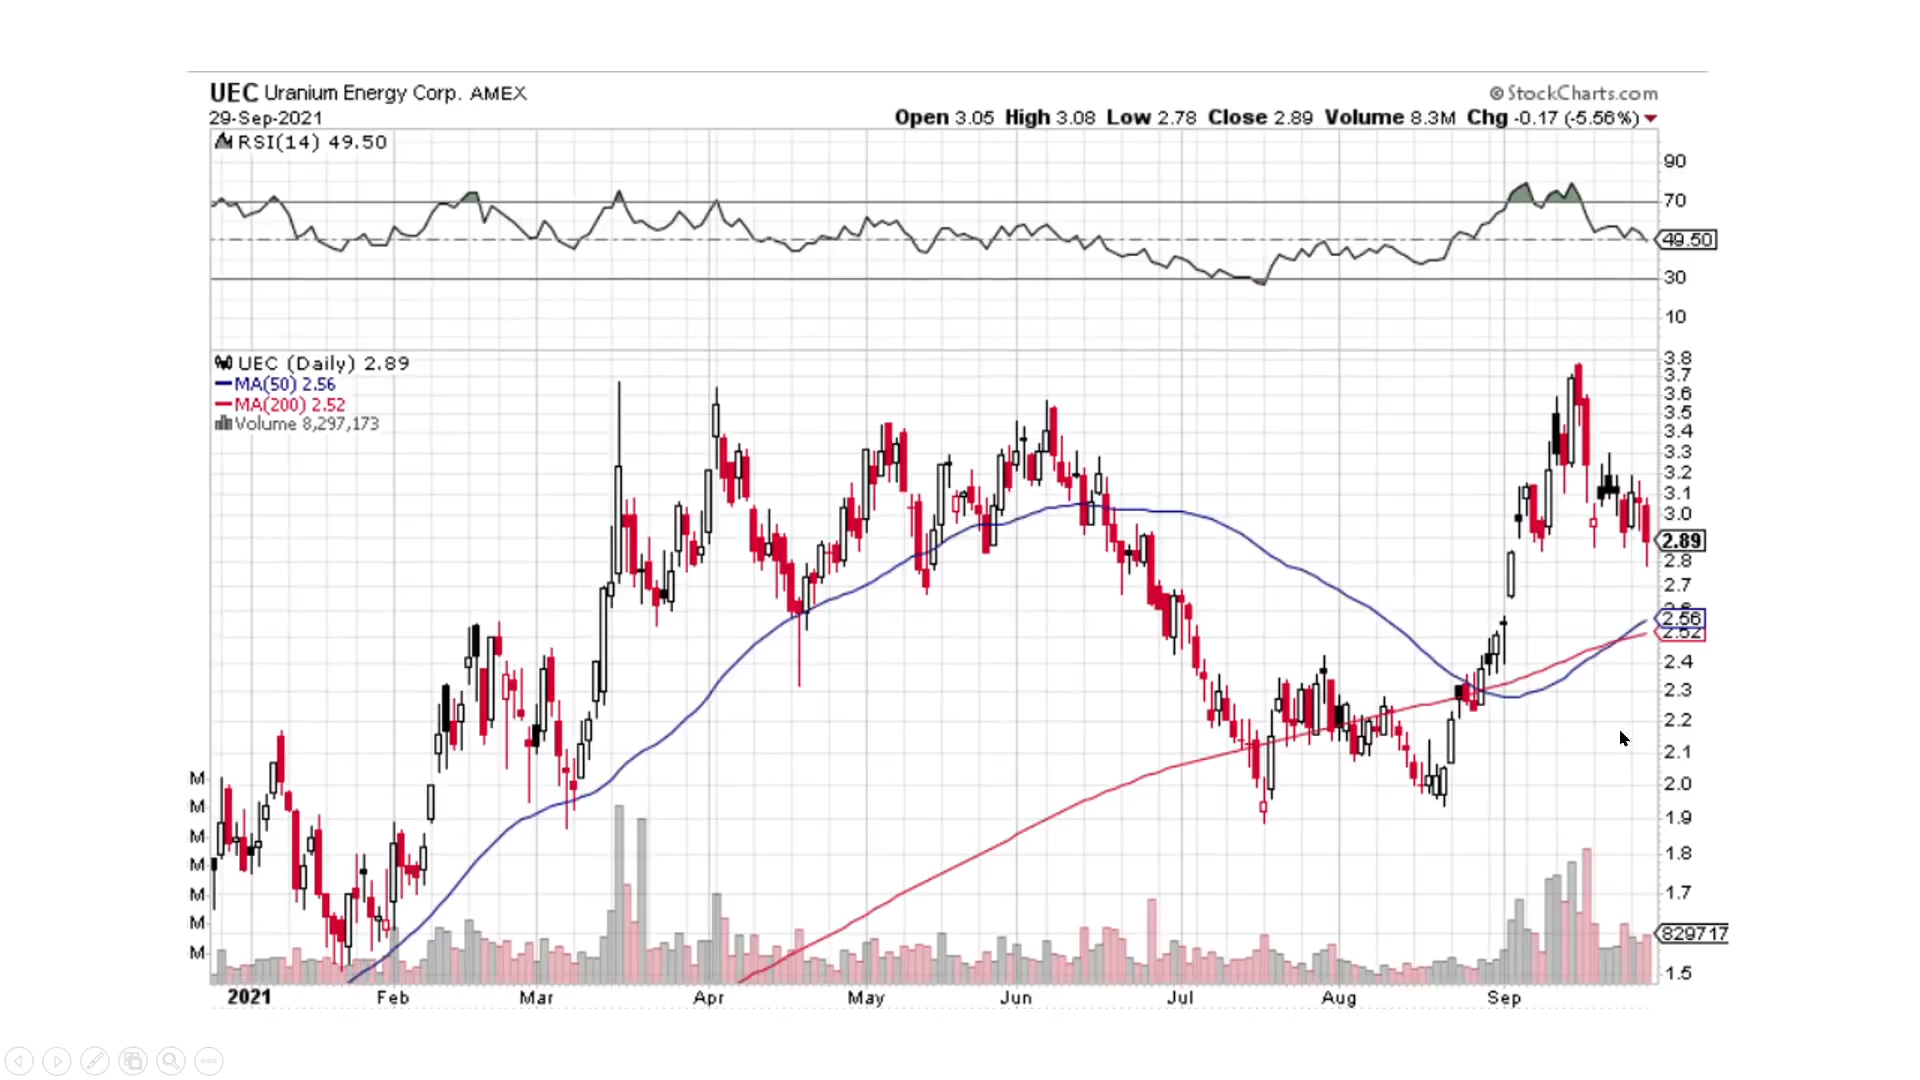 UEC Uranium Energy Corp. AMEX
© StockCharts.com
29-Sep-2021
Open 3.05 High 3.08 Low 2.78 Close 2.89 Volume 8.3M Chg -0.17 (-5.56%)
RSI(14) 49.50
90
70
49.50
30
10
UEC (Daily) 2.89
MA(50) 2.56
MA(200) 2.52
Volume 8,297,173
3.8
3.7
3.6
3.5
3.4
3.3
3.2
3.1
3.0
2.89
2.8
2.7
2.56
2.52
2.4
2.3
2.2
2.1
2.0
1.9
1.8
1.7
829717
1.5
M
M
M
M
M
M
M
2021 Feb Mar Apr May Jun Jul Aug Sep